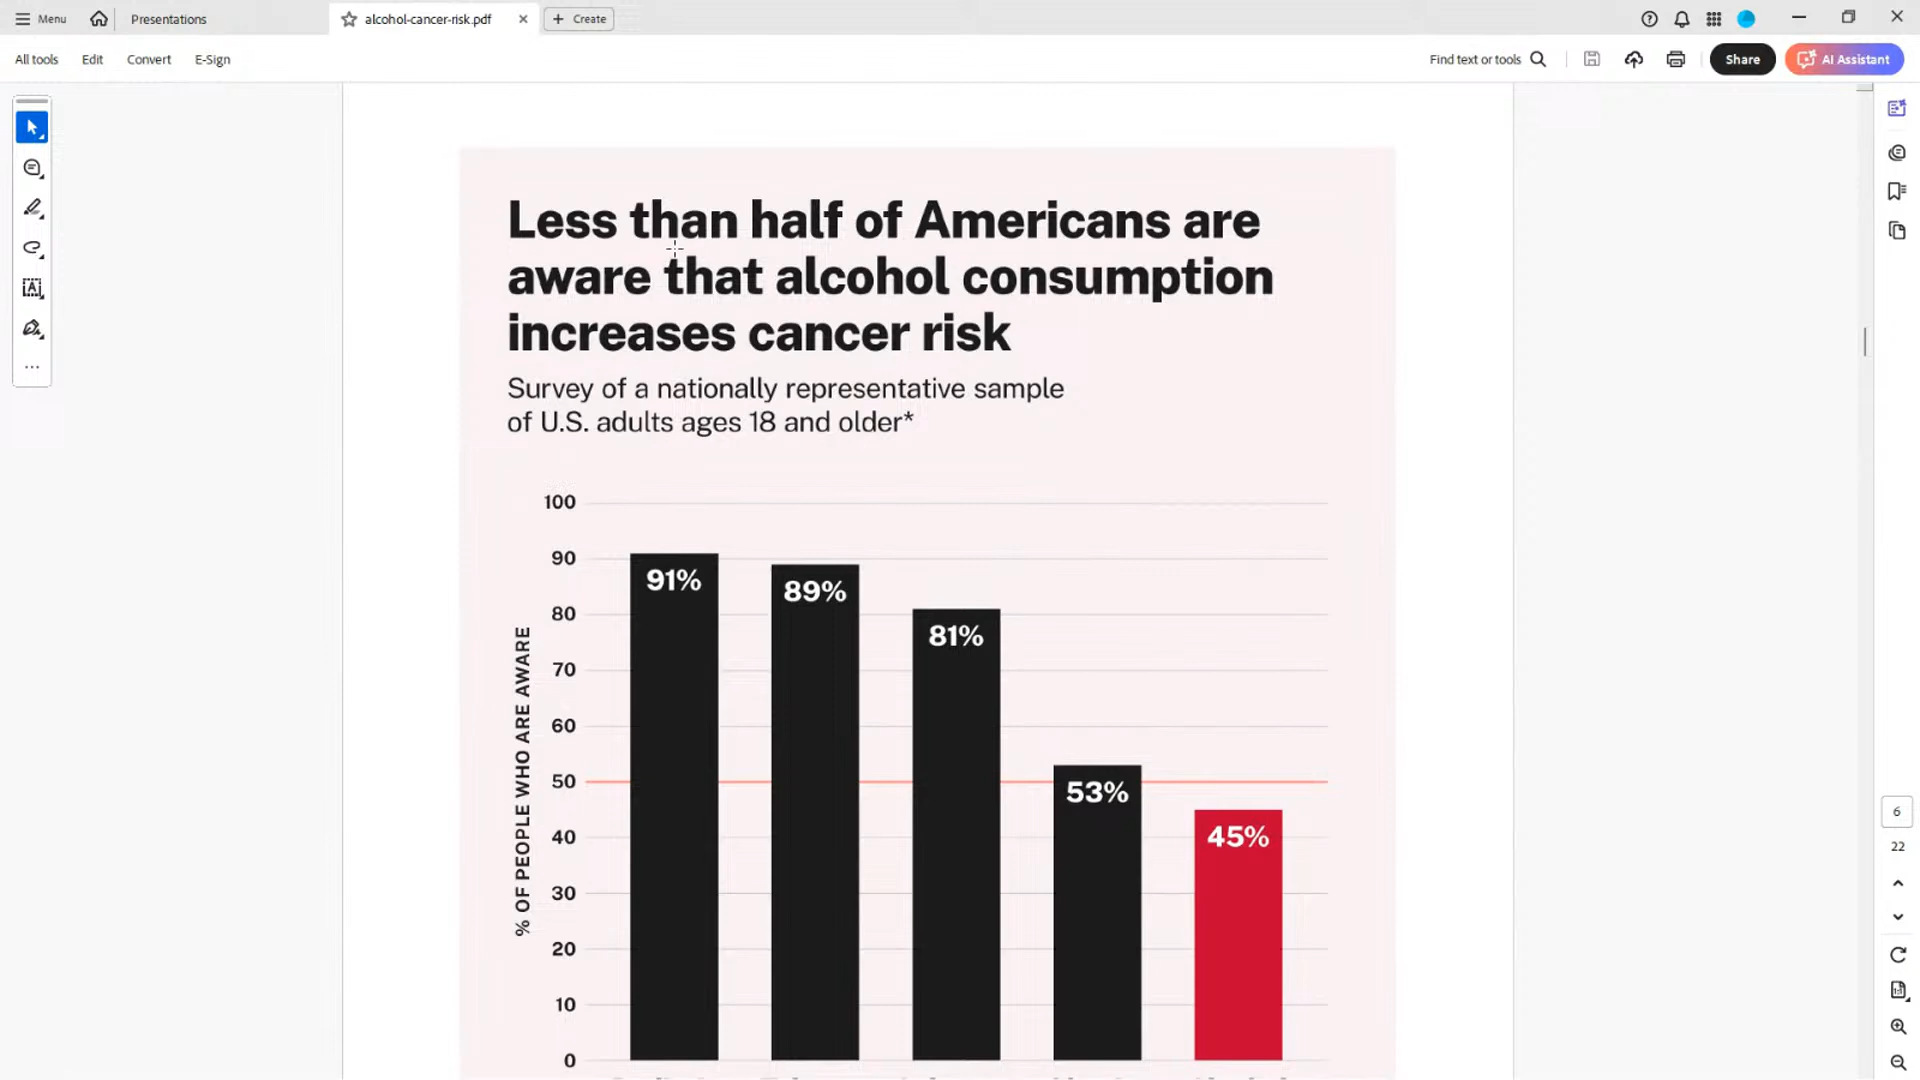 Menu
Presentations
alcohol-cancer-risk.pdf
Create
All tools
Edit
Convert
E-Sign
Find text or tools
Share
AI Assistant
Less than half of Americans are
aware that alcohol consumption
increases cancer risk
Survey of a nationally representative sample
of U.S. adults ages 18 and older*
% OF PEOPLE WHO ARE AWARE
100
90
80
70
60
50
40
30
20
10
0
91%
89%
81%
53%
45%
6
22